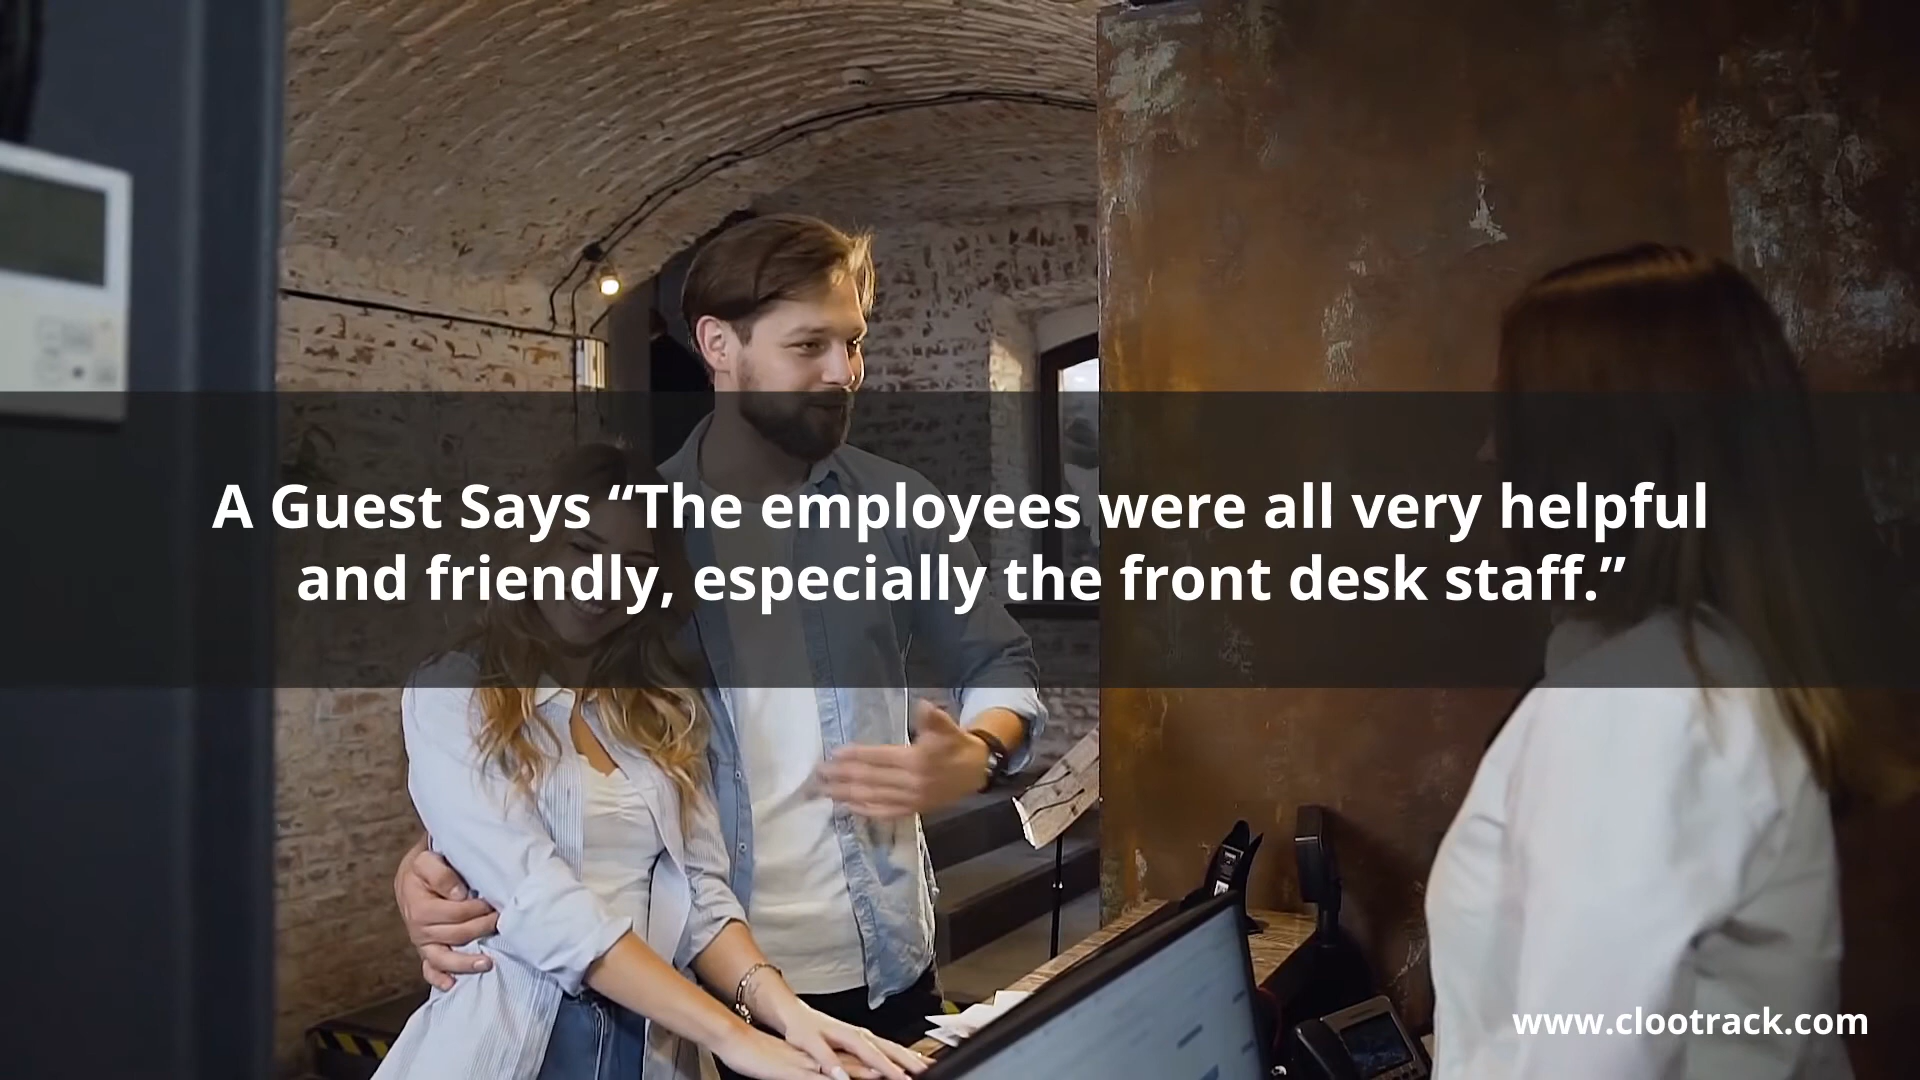 A Guest Says “The employees were all very helpful
and friendly, especially the front desk staff.”
www.clootrack.com